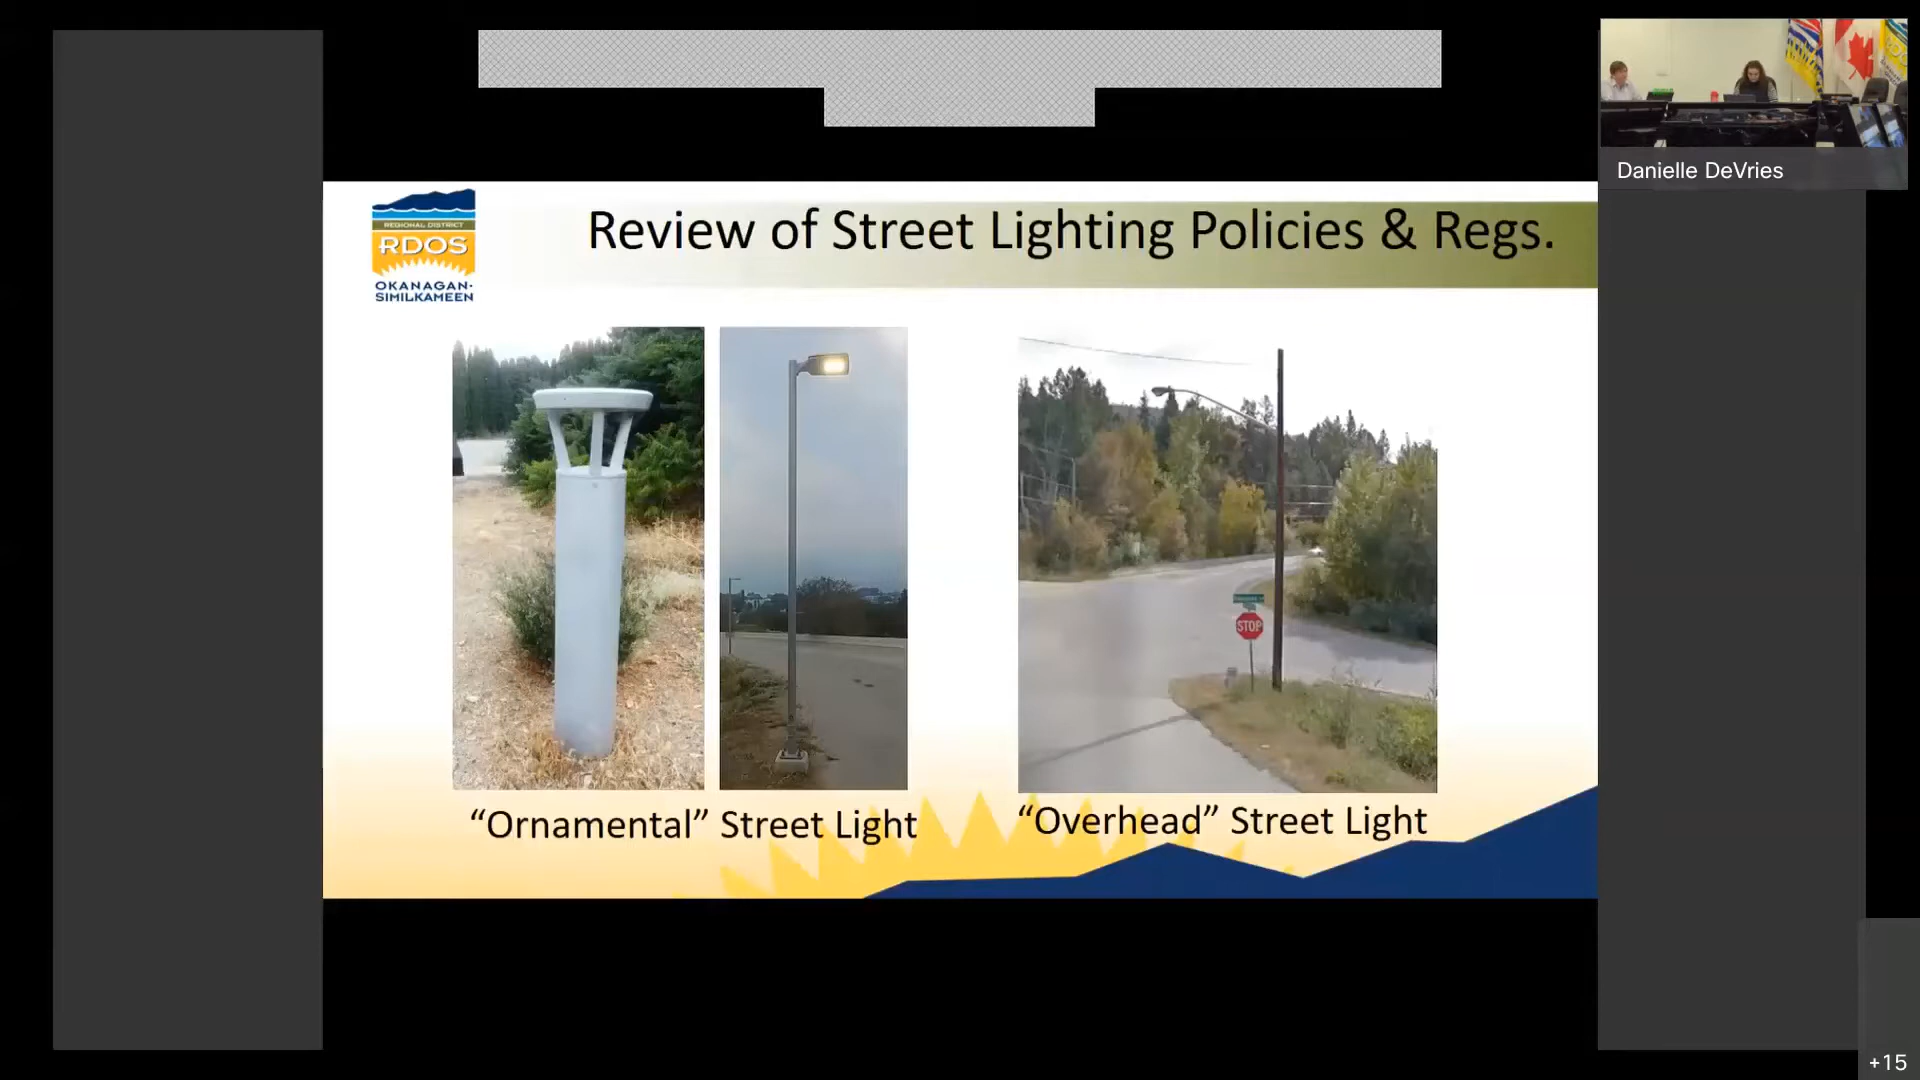 Danielle DeVries
REGIONAL DISTRICT
RDOS
OKANAGAN-
SIMILKAMEEN
Review of Street Lighting Policies & Regs.
STOP
“Ornamental” Street Light
“Overhead” Street Light
+15